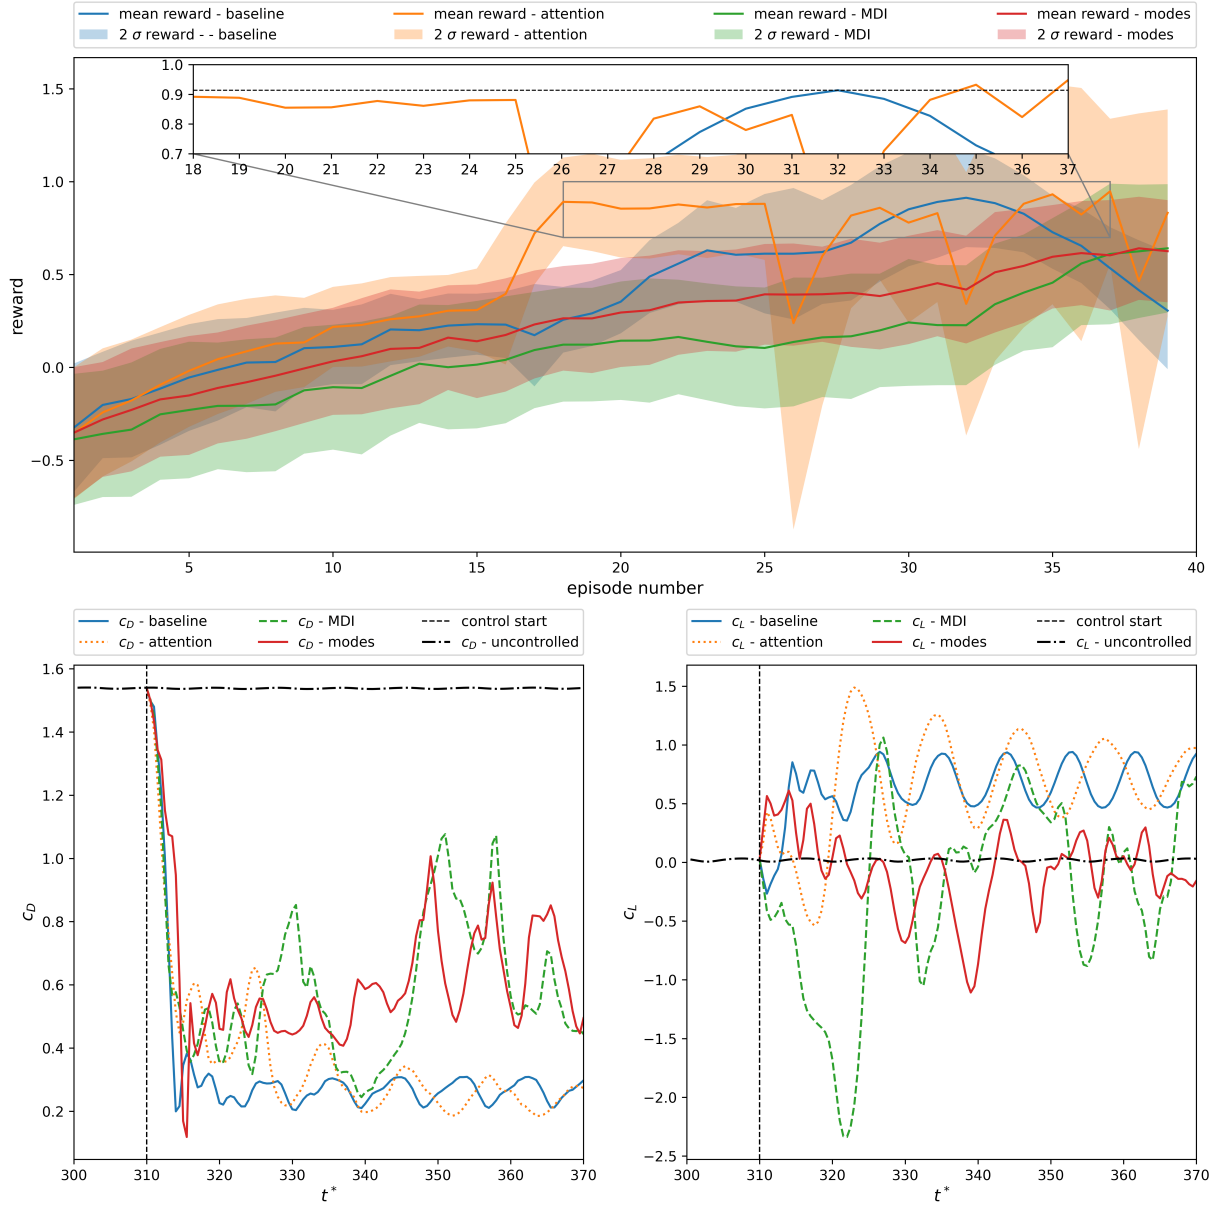 mean reward - baseline mean reward - attention mean reward - MDI mean reward - modes
2 σ reward - - baseline 2 σ reward - attention 2 σ reward - MDI 2 σ reward - modes
1.0
0.9
0.8
0.7
18 19 20 21 22 23 24 25 26 27 28 29 30 31 32 33 34 35 36 37
1.5
1.0
0.5
0.0
−0.5
reward
5 10 15 20 25 30 35 40
episode number
c_D - baseline c_D - MDI control start
c_D - attention c_D - modes c_D - uncontrolled
1.6
1.4
1.2
1.0
0.8
0.6
0.4
0.2
c_D
300 310 320 330 340 350 360 370
t*
c_L - baseline c_L - MDI control start
c_L - attention c_L - modes c_L - uncontrolled
1.5
1.0
0.5
0.0
−0.5
−1.0
−1.5
−2.0
−2.5
c_L
300 310 320 330 340 350 360 370
t*